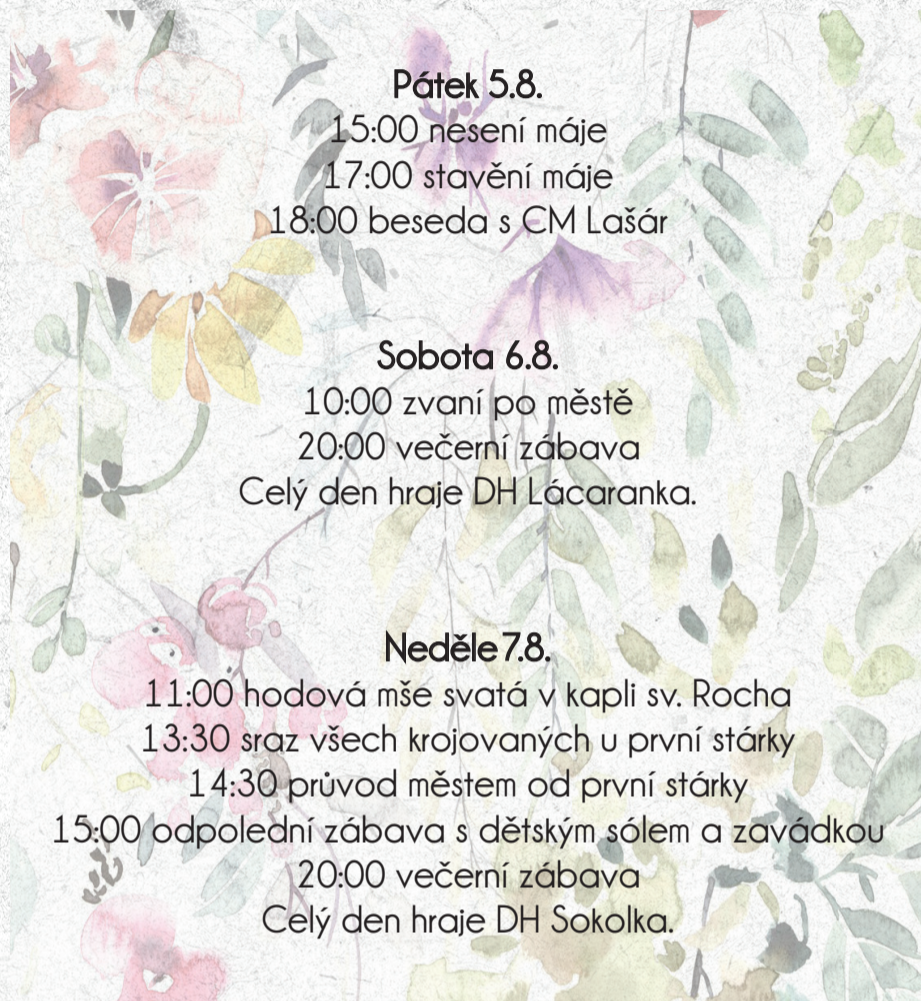 Pátek 5.8.
15:00 nesení máje
17:00 stavění máje
18:00 beseda s CM Lašár
Sobota 6.8.
10:00 zvaní po městě
20:00 večerní zábava
Celý den hraje DH Lácaranka.
Neděle 7.8.
11:00 hodová mše svatá v kapli sv. Rocha
13:30 sraz všech krojovaných u první stárky
14:30 průvod městem od první stárky
15:00 odpolední zábava s dětským sólem a zavádkou
20:00 večerní zábava
Celý den hraje DH Sokolka.